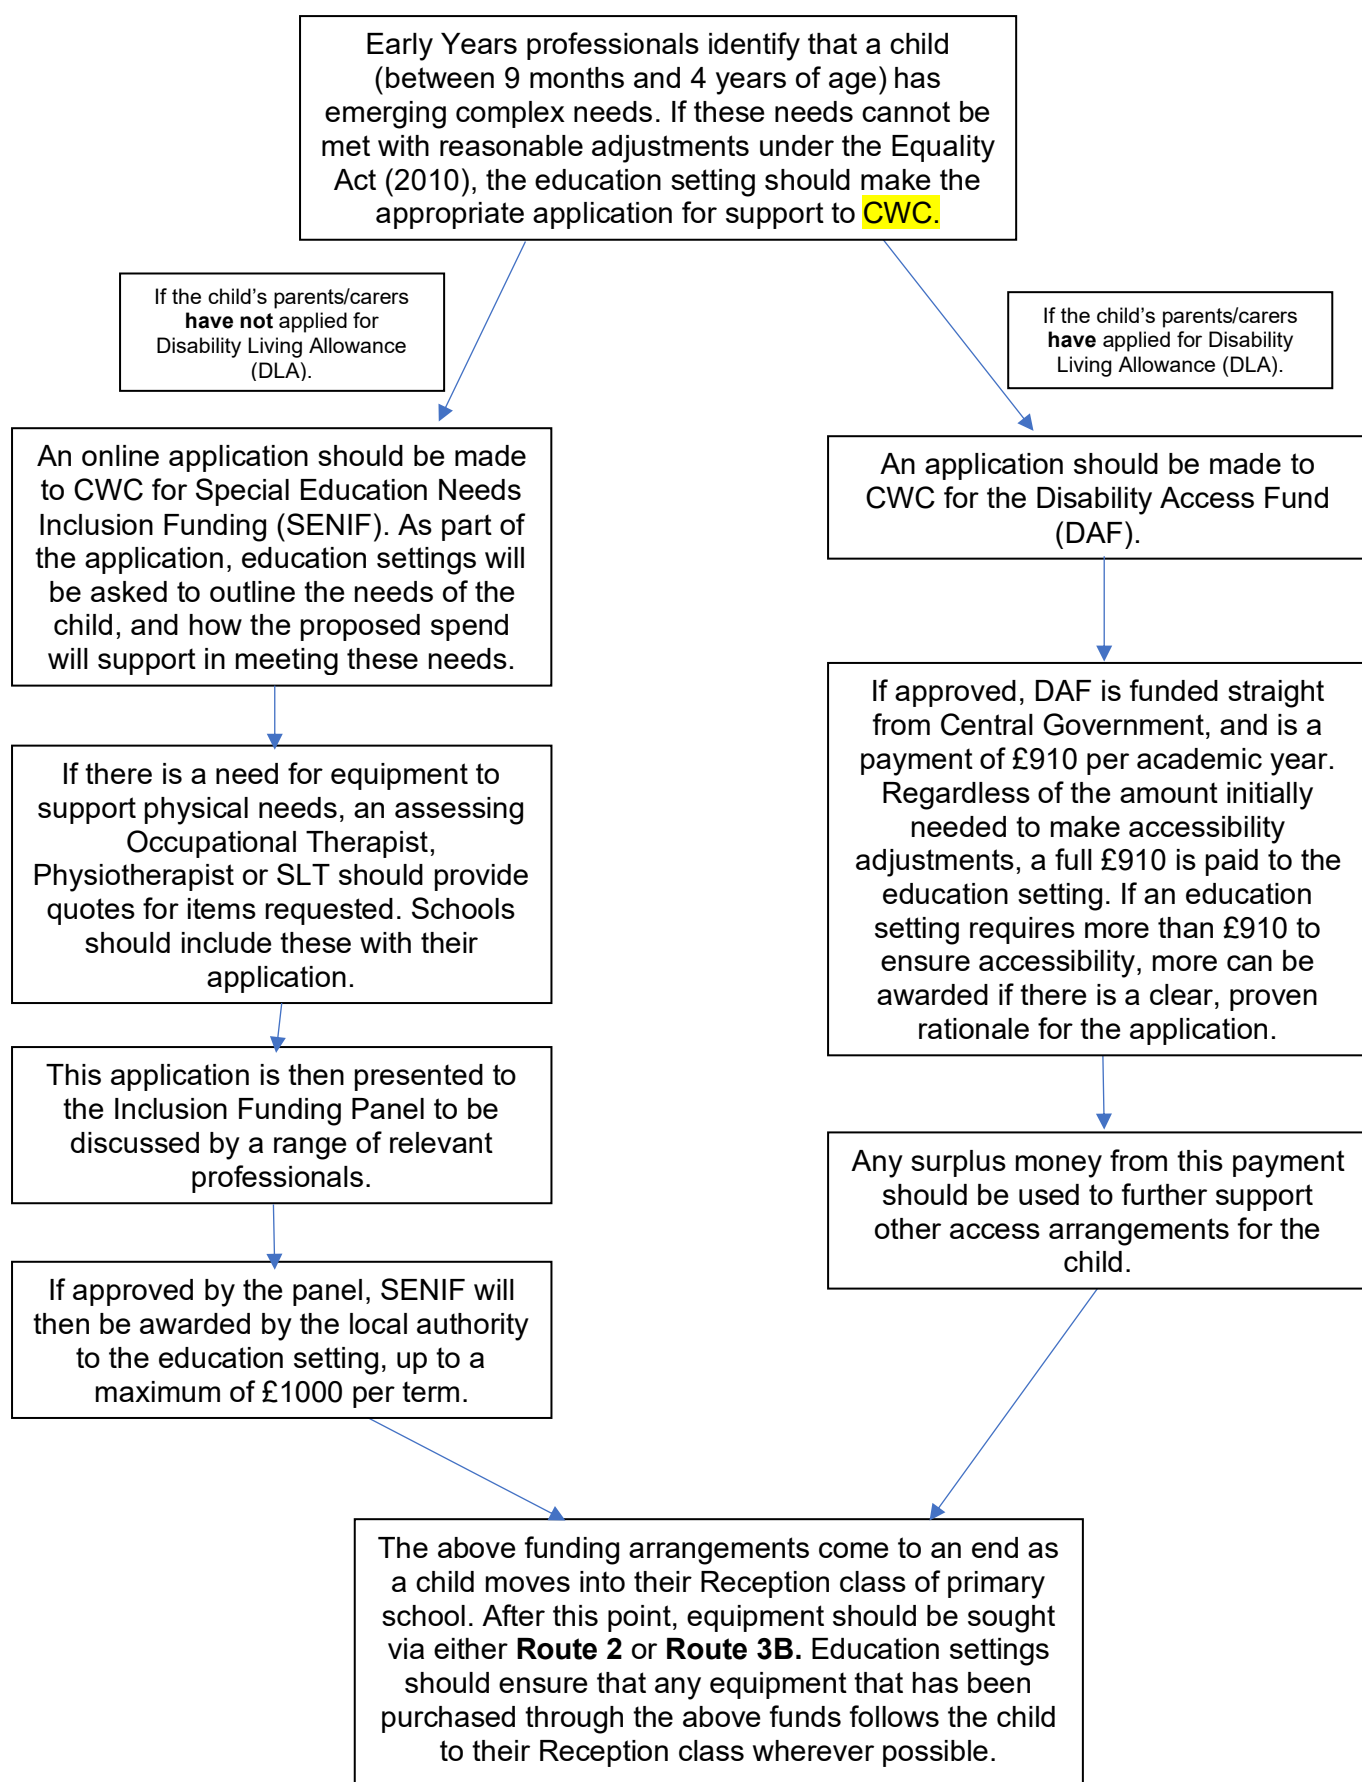 Early Years professionals identify that a child
(between 9 months and 4 years of age) has
emerging complex needs. If these needs cannot be
met with reasonable adjustments under the Equality
Act (2010), the education setting should make the
appropriate application for support to CWC.
If the child’s parents/carers
have not applied for
Disability Living Allowance
(DLA).
If the child’s parents/carers
have applied for Disability
Living Allowance (DLA).
An online application should be made
to CWC for Special Education Needs
Inclusion Funding (SENIF). As part of
the application, education settings will
be asked to outline the needs of the
child, and how the proposed spend
will support in meeting these needs.
If there is a need for equipment to
support physical needs, an assessing
Occupational Therapist,
Physiotherapist or SLT should provide
quotes for items requested. Schools
should include these with their
application.
This application is then presented to
the Inclusion Funding Panel to be
discussed by a range of relevant
professionals.
If approved by the panel, SENIF will
then be awarded by the local authority
to the education setting, up to a
maximum of £1000 per term.
An application should be made to
CWC for the Disability Access Fund
(DAF).
If approved, DAF is funded straight
from Central Government, and is a
payment of £910 per academic year.
Regardless of the amount initially
needed to make accessibility
adjustments, a full £910 is paid to the
education setting. If an education
setting requires more than £910 to
ensure accessibility, more can be
awarded if there is a clear, proven
rationale for the application.
Any surplus money from this payment
should be used to further support
other access arrangements for the
child.
The above funding arrangements come to an end as
a child moves into their Reception class of primary
school. After this point, equipment should be sought
via either Route 2 or Route 3B. Education settings
should ensure that any equipment that has been
purchased through the above funds follows the child
to their Reception class wherever possible.